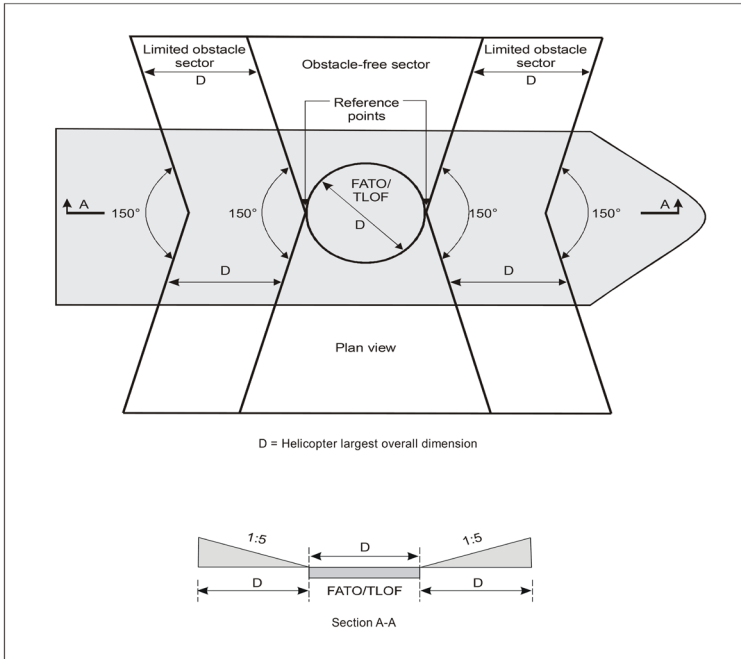 Limited obstacle
sector
D
Obstacle-free sector
Limited obstacle
sector
D
Reference
points
FATO/
TLOF
D
A
150°
150°
150°
150°
A
D
D
Plan view
D = Helicopter largest overall dimension
1:5
D
1:5
D
FATO/TLOF
D
Section A-A